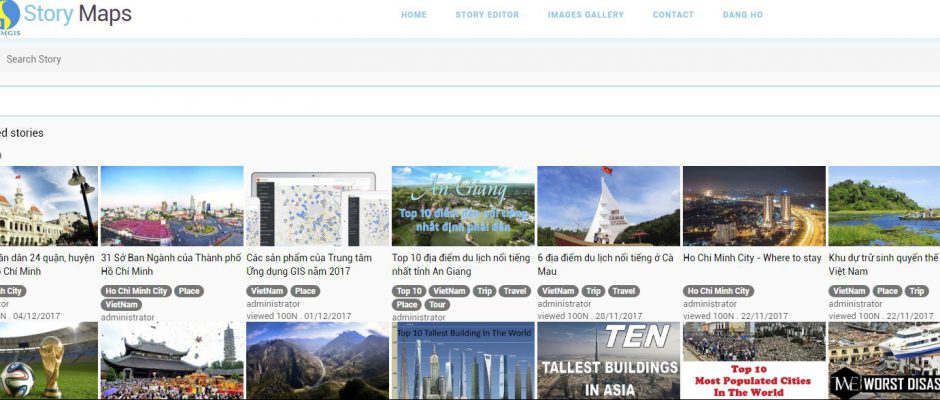 Story Maps
HOME
STORY EDITOR
IMAGES GALLERY
CONTACT
DANG HO
MGIS
Search Story
ed stories
ân dân 24 quận, huyện
Chí Minh
nh City
04/12/2017
31 Sở Ban Ngành của Thành phố
Hồ Chí Minh
Ho Chi Minh City Place
VietNam
Các sản phẩm của Trung tâm
Ứng dụng GIS năm 2017
VietNam Place
administrator
viewed 100N . 01/12/2017
An Giang
Top 10 điểm đến nổi tiếng
nhất định phải đến
Top 10 địa điểm du lịch nổi tiếng
nhất tỉnh An Giang
Top 10 VietNam Trip Travel
Place Tour
administrator
6 địa điểm du lịch nổi tiếng ở Cà
Mau
VietNam Trip Travel
administrator
viewed 100N . 28/11/2017
Ho Chi Minh City - Where to stay
Ho Chi Minh City
administrator
viewed 100N . 22/11/2017
Khu dự trữ sinh quyển thế
Việt Nam
VietNam Place Trip
administrator
viewed 100N . 22/11/2017
administrator
Top 10 Tallest Building In The World
TEN
TALLEST BUILDINGS
IN ASIA
Top 10
Most Populated Cities
In The World
WORST DISAS